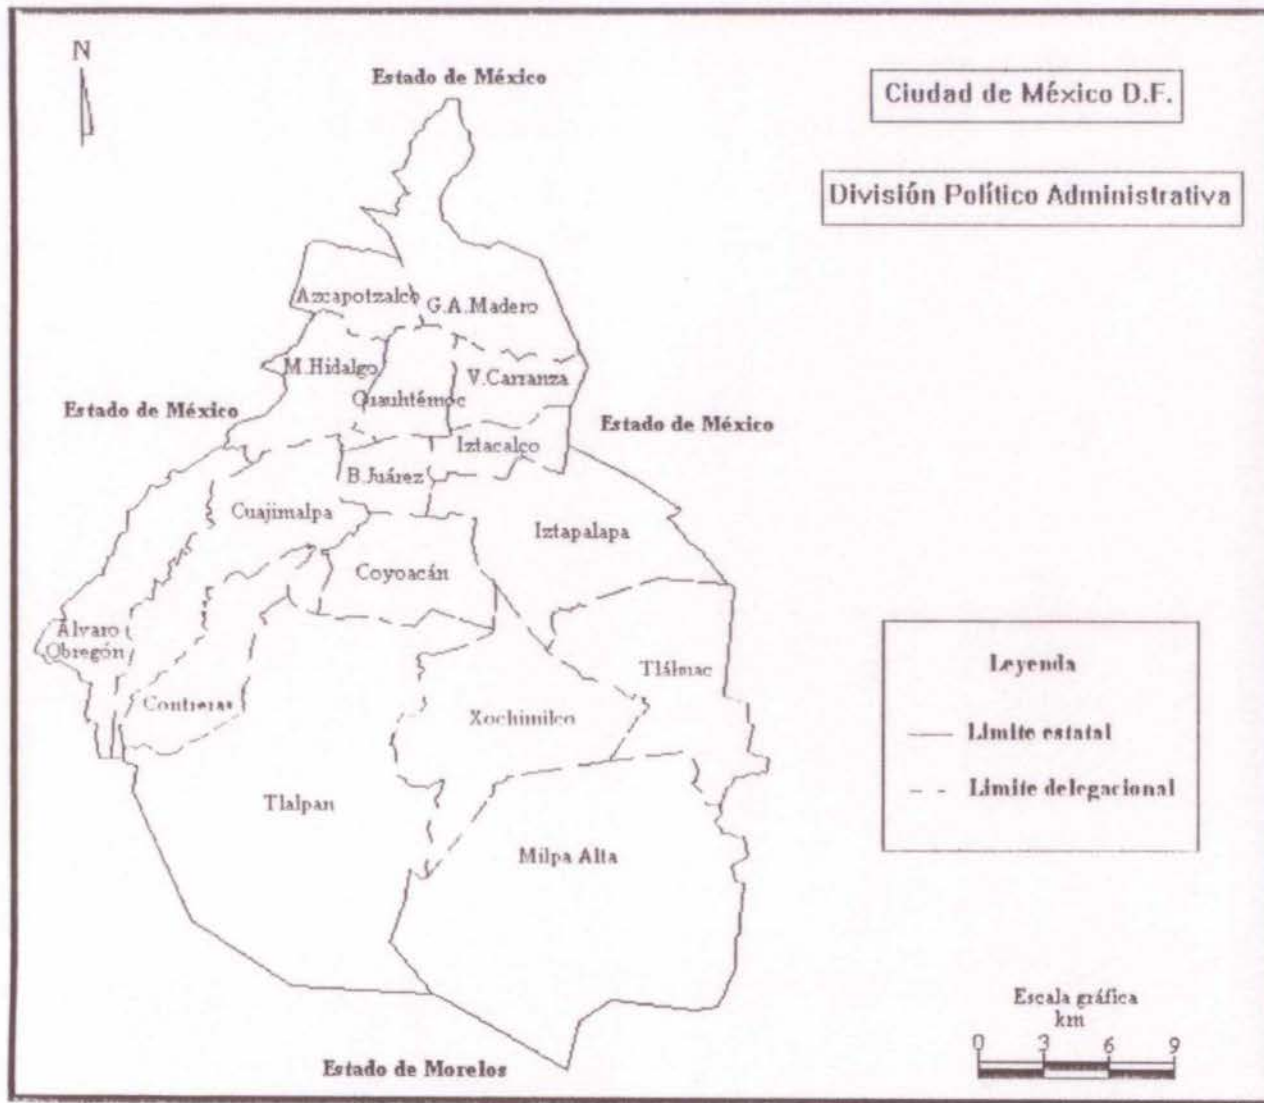 N
Estado de México
Ciudad de México D.F.
División Político Administrativa
Azcapotzalco
G.A.Madero
M.Hidalgo
V.Carranza
Cuauhtémoc
Estado de México
Estado de México
Iztacalco
B.Juárez
Cuajimalpa
Iztapalapa
Coyoacán
Álvaro
Obregón
Tláhuac
Contreras
Xochimilco
Tlalpan
Milpa Alta
Leyenda
Límite estatal
Límite delegacional
Escala gráfica
km
0 3 6 9
Estado de Morelos